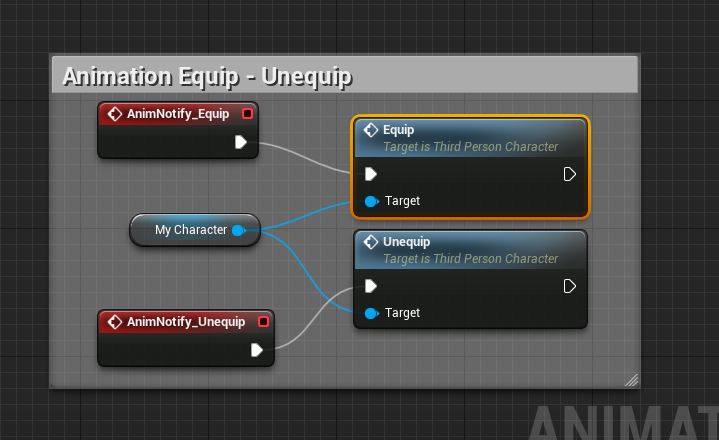 Animation Equip - Unequip
AnimNotify_Equip
Equip
Target is Third Person Character
Target
My Character
Unequip
Target is Third Person Character
Target
AnimNotify_Unequip
ANIMAT